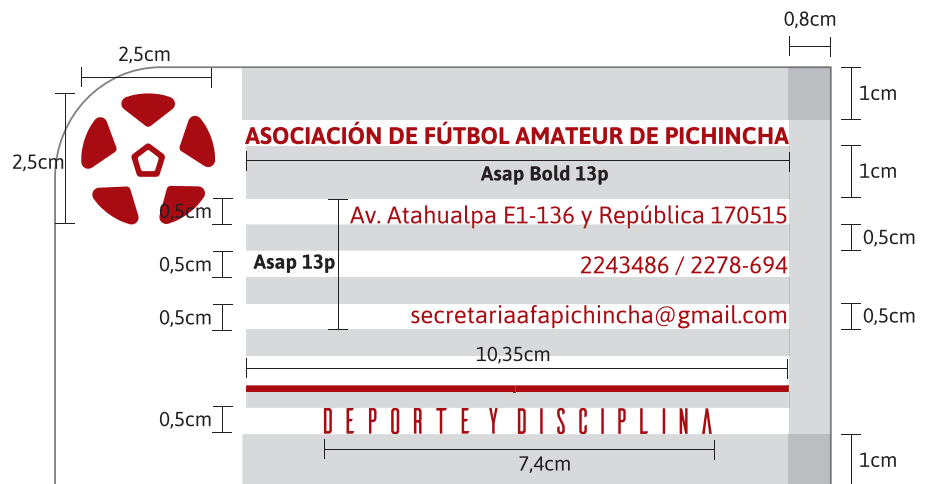 0,8cm
2,5cm
1cm
ASOCIACIÓN DE FÚTBOL AMATEUR DE PICHINCHA
2,5cm
Asap Bold 13p
1cm
0,5cm
Av. Atahualpa E1-136 y República 170515
0,5cm
0,5cm
Asap 13p
2243486 / 2278-694
0,5cm
secretariaafapichincha@gmail.com
0,5cm
10,35cm
0,5cm
DEPORTE Y DISCIPLINA
7,4cm
1cm